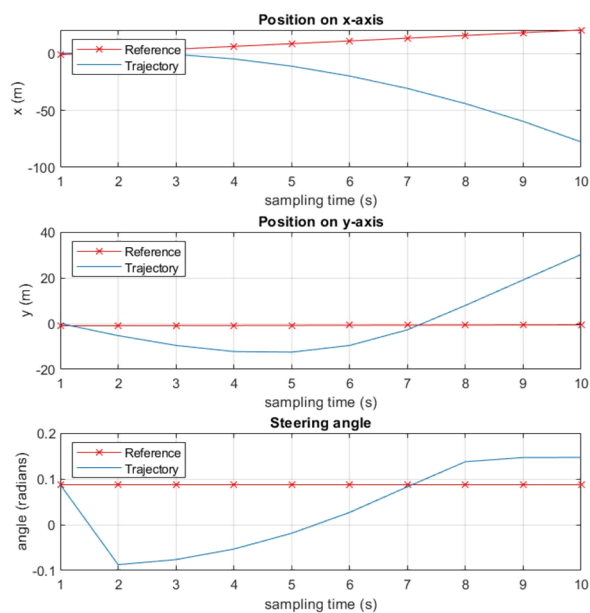 Position on x-axis
Reference
Trajectory
x (m)
0
-50
-100
1 2 3 4 5 6 7 8 9 10
sampling time (s)
Position on y-axis
Reference
Trajectory
y (m)
40
20
0
-20
1 2 3 4 5 6 7 8 9 10
sampling time (s)
Steering angle
Reference
Trajectory
angle (radians)
0.2
0.1
0
-0.1
1 2 3 4 5 6 7 8 9 10
sampling time (s)